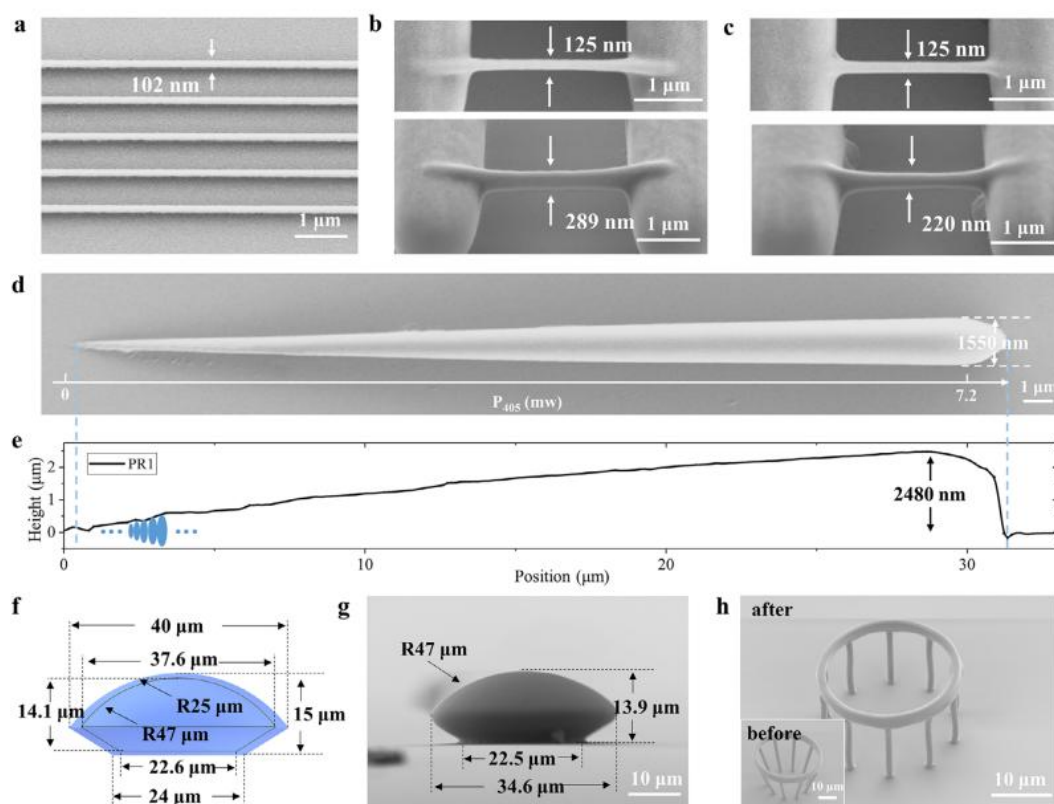 a
102 nm
1 μm
b
125 nm
1 μm
289 nm
1 μm
c
125 nm
1 μm
220 nm
1 μm
d
1550 nm
0
7.2
P₄₀₅ (mw)
1 μm
e
PR1
Height (μm)
2
1
0
2480 nm
0
10
20
30
Position (μm)
f
40 μm
37.6 μm
R25 μm
14.1 μm
15 μm
R47 μm
22.6 μm
24 μm
g
R47 μm
13.9 μm
22.5 μm
34.6 μm
10 μm
h
after
before
10 μm
10 μm